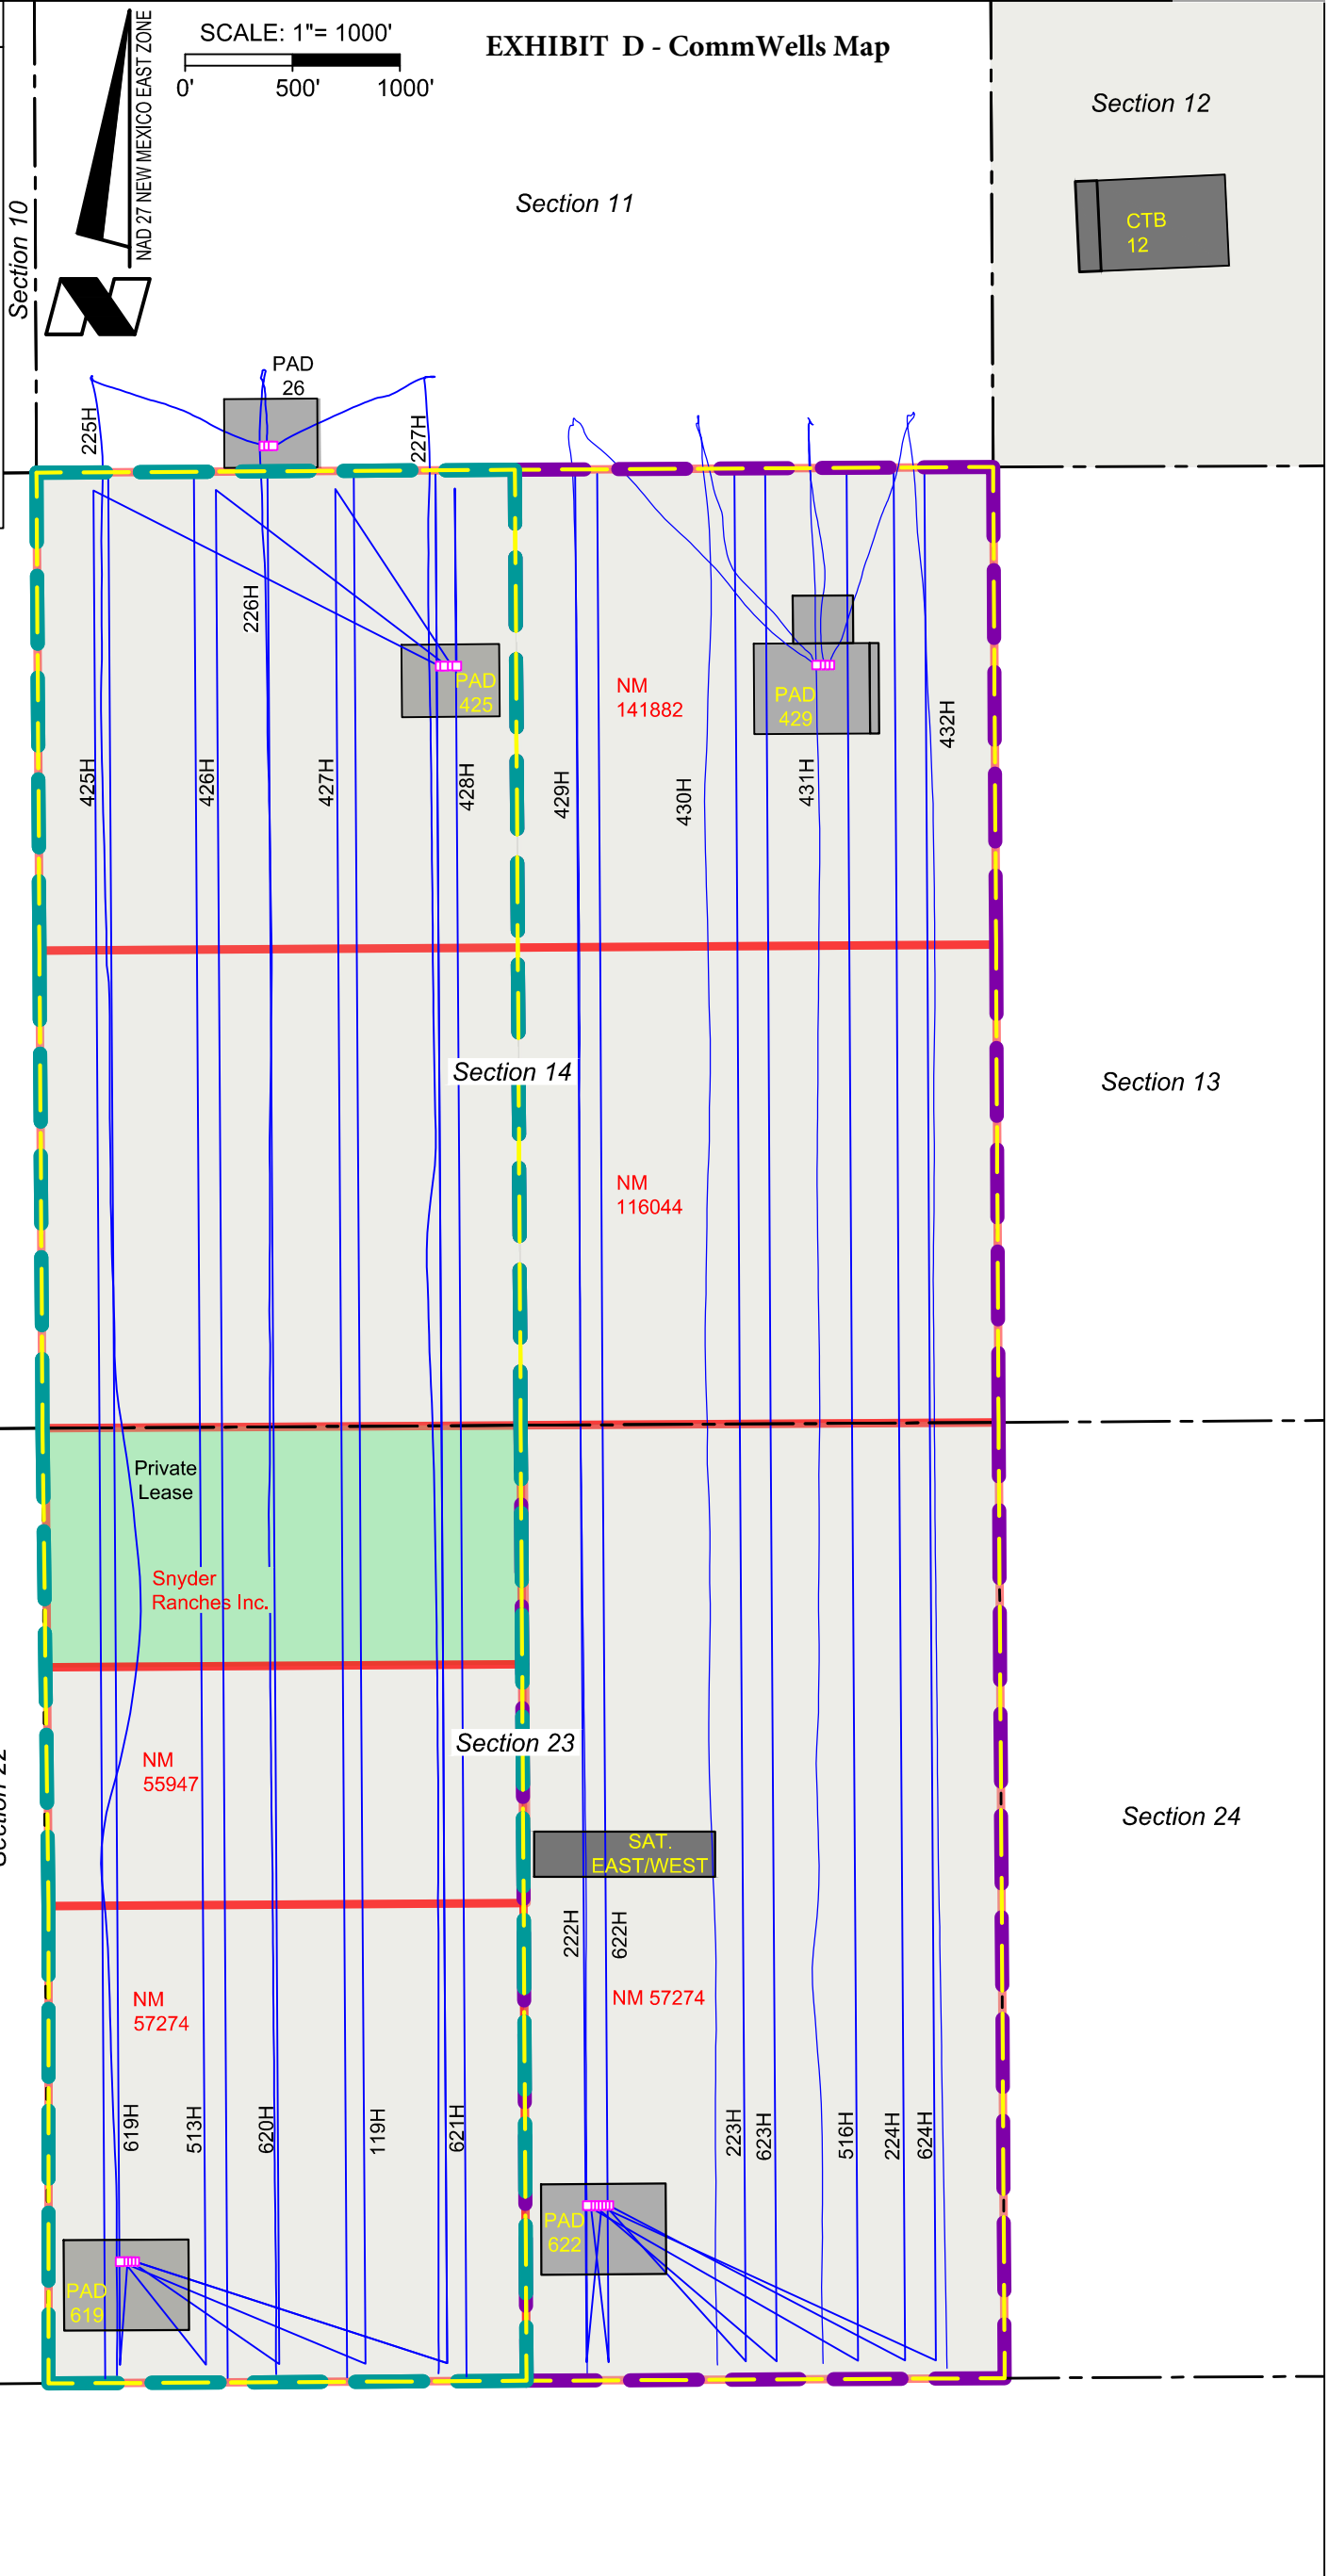 SCALE: 1"= 1000'
0' 500' 1000'
NAD 27 NEW MEXICO EAST ZONE
EXHIBIT D - CommWells Map
Section 10
Section 11
Section 12
CTB
12
PAD
26
225H
227H
226H
PAD
425
NM
141882
PAD
429
432H
425H
426H
427H
428H
429H
430H
431H
Section 14
Section 13
NM
116044
Private
Lease
Snyder
Ranches Inc.
Section 23
NM
55947
Section 22
SAT.
EAST/WEST
Section 24
222H
622H
NM
57274
NM 57274
619H
513H
620H
119H
621H
223H
623H
516H
224H
624H
PAD
622
PAD
619